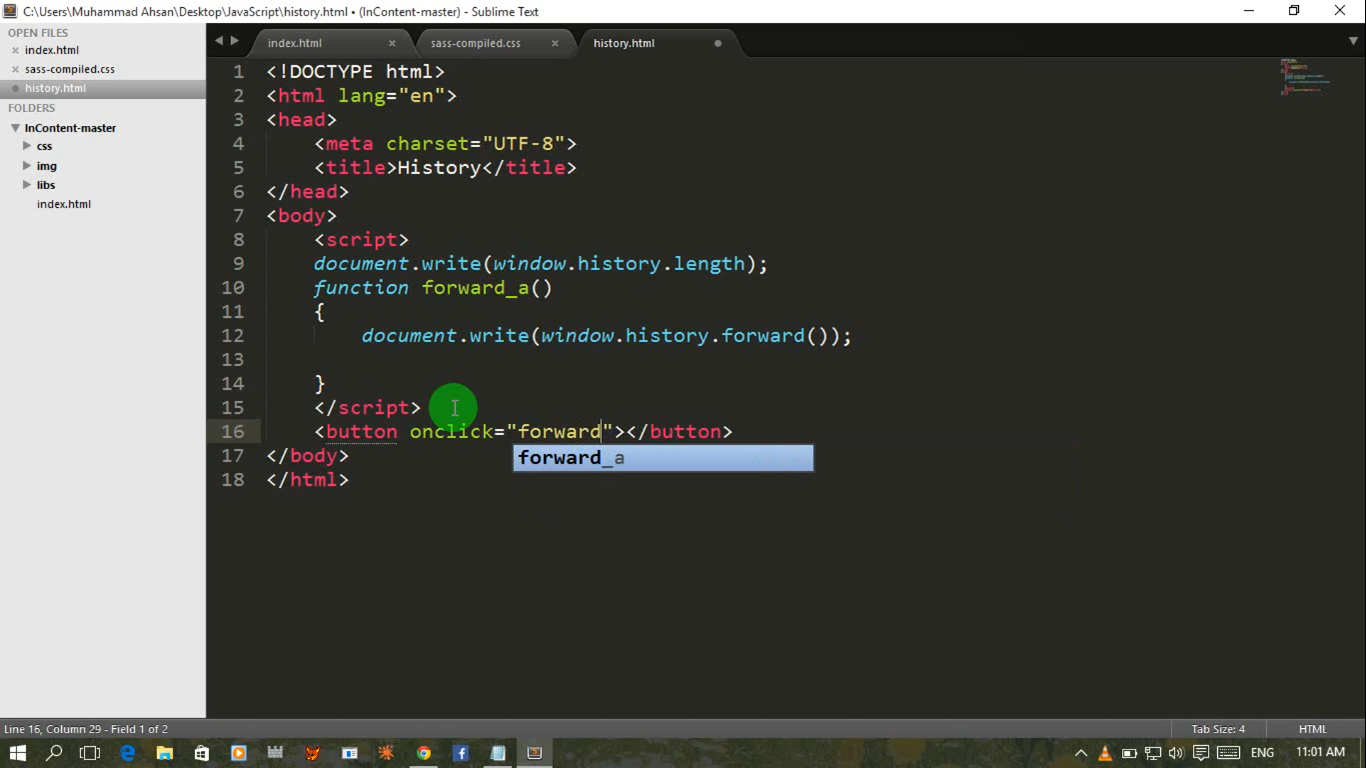 C:\Users\Muhammad Ahsan\Desktop\JavaScript\history.html • (InContent-master) - Sublime Text
OPEN FILES
index.html
sass-compiled.css
history.html
FOLDERS
InContent-master
css
img
libs
index.html
index.html
sass-compiled.css
history.html
1 <!DOCTYPE html>
2 <html lang="en">
3 <head>
4 <meta charset="UTF-8">
5 <title>History</title>
6 </head>
7 <body>
8 <script>
9 document.write(window.history.length);
10 function forward_a()
11 {
12 document.write(window.history.forward());
13
14 }
15 </script>
16 <button onclick="forward"></button>
forward_a
17 </body>
18 </html>
Line 16, Column 29 - Field 1 of 2
Tab Size: 4
HTML
ENG
11:01 AM